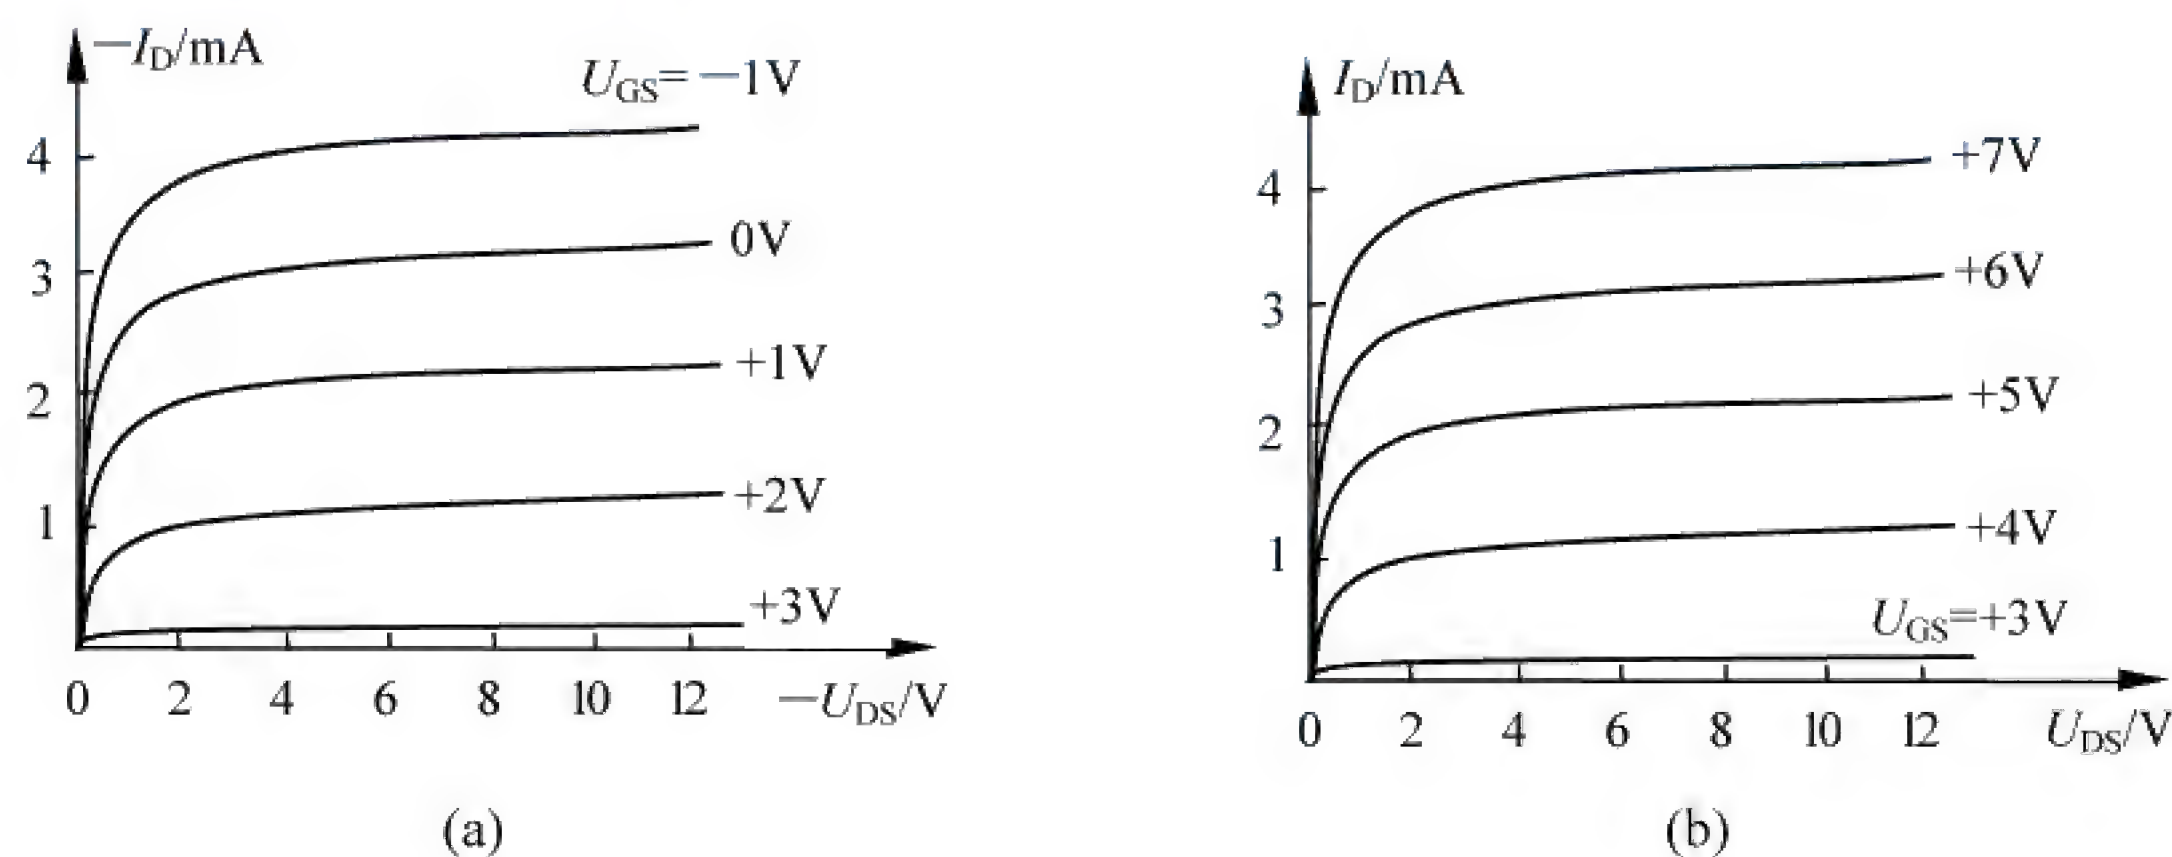 −I_D/mA
U_GS= −1V
4
0V
3
+1V
2
+2V
1
+3V
0 2 4 6 8 10 12 −U_DS/V
(a)
I_D/mA
+7V
4
+6V
3
+5V
2
+4V
1
U_GS=+3V
0 2 4 6 8 10 12 U_DS/V
(b)